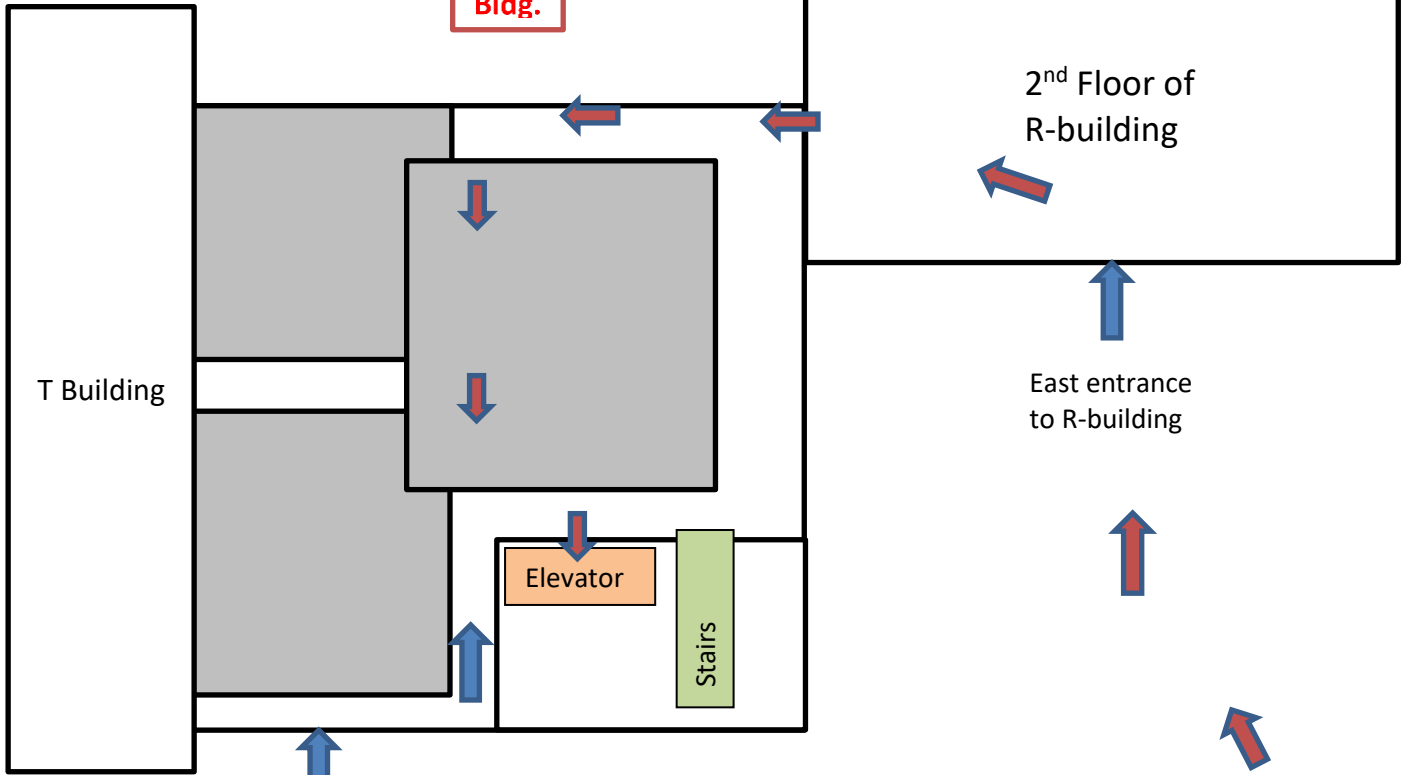 Bldg.
2nd Floor of
R-building
T Building
East entrance
to R-building
Elevator
Stairs